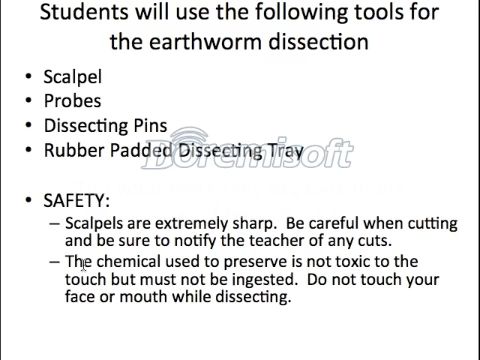 Students will use the following tools for
the earthworm dissection
• Scalpel
• Probes
• Dissecting Pins
• Rubber Padded Dissecting Tray
Doremisoft
• SAFETY:
– Scalpels are extremely sharp. Be careful when cutting
and be sure to notify the teacher of any cuts.
– The chemical used to preserve is not toxic to the
touch but must not be ingested. Do not touch your
face or mouth while dissecting.